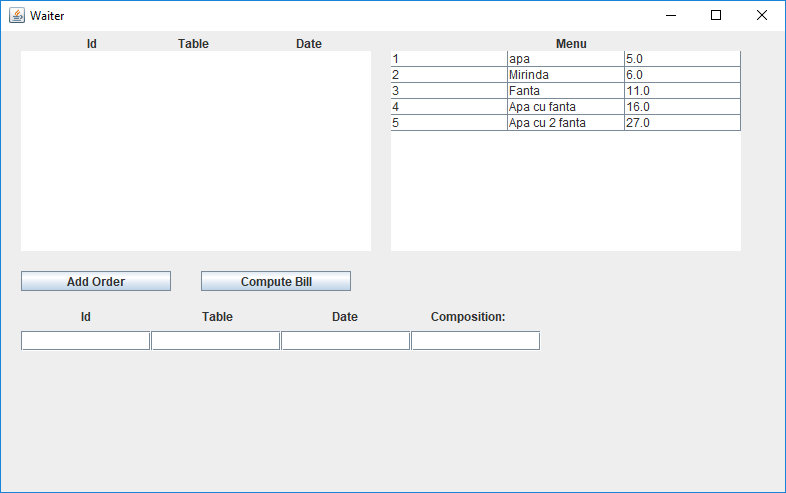 Waiter
Id Table Date Menu
1 apa 5.0
2 Mirinda 6.0
3 Fanta 11.0
4 Apa cu fanta 16.0
5 Apa cu 2 fanta 27.0
Add Order Compute Bill
Id Table Date Composition: